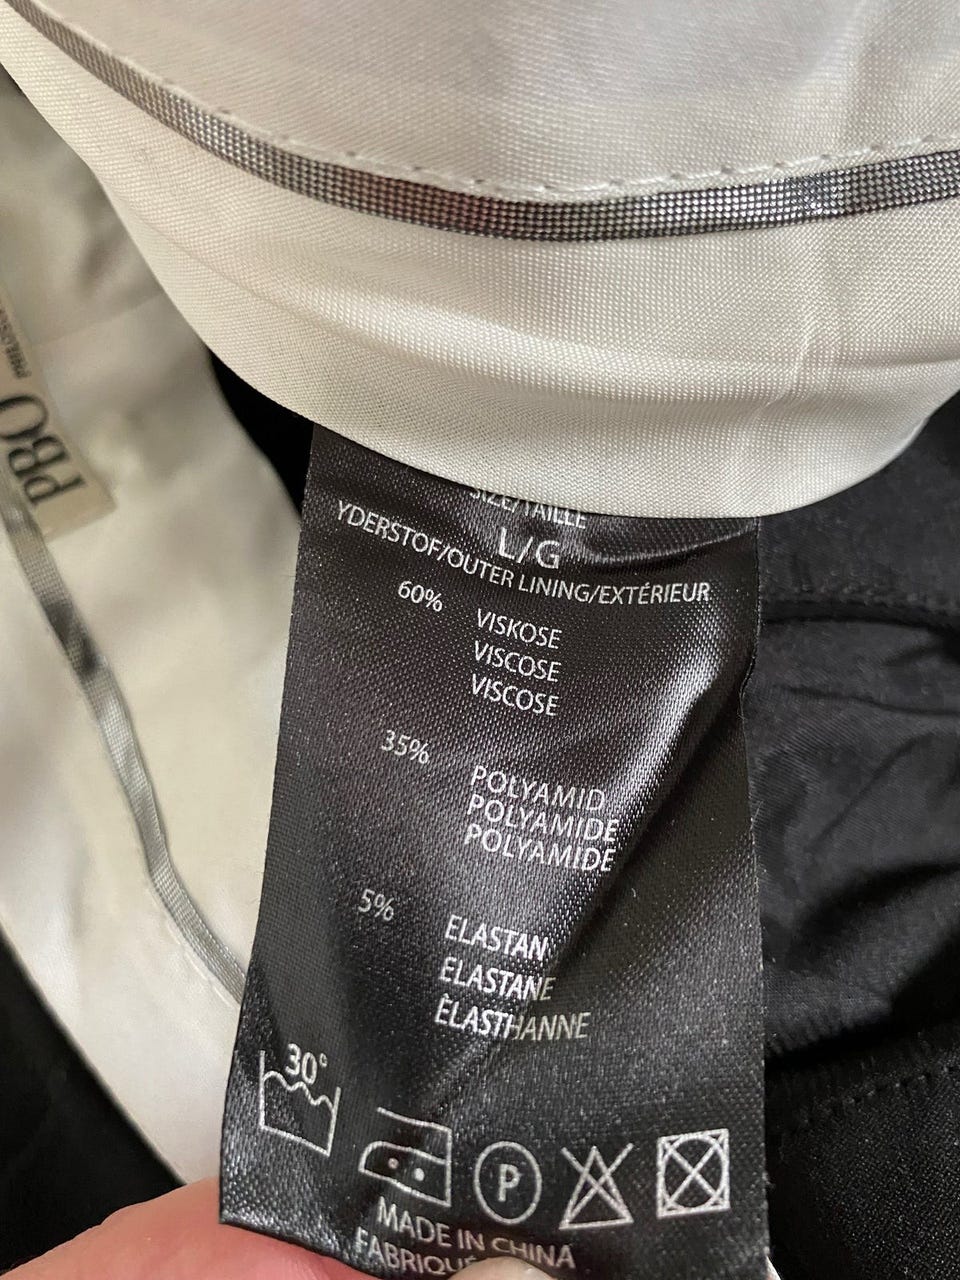 PBO
SIZE/TAILLE
L/G
YDERSTOF/OUTER LINING/EXTÉRIEUR
60% VISKOSE
VISCOSE
VISCOSE
35% POLYAMID
POLYAMIDE
POLYAMIDE
5% ELASTAN
ELASTANE
ÉLASTHANNE
30°
P
MADE IN CHINA